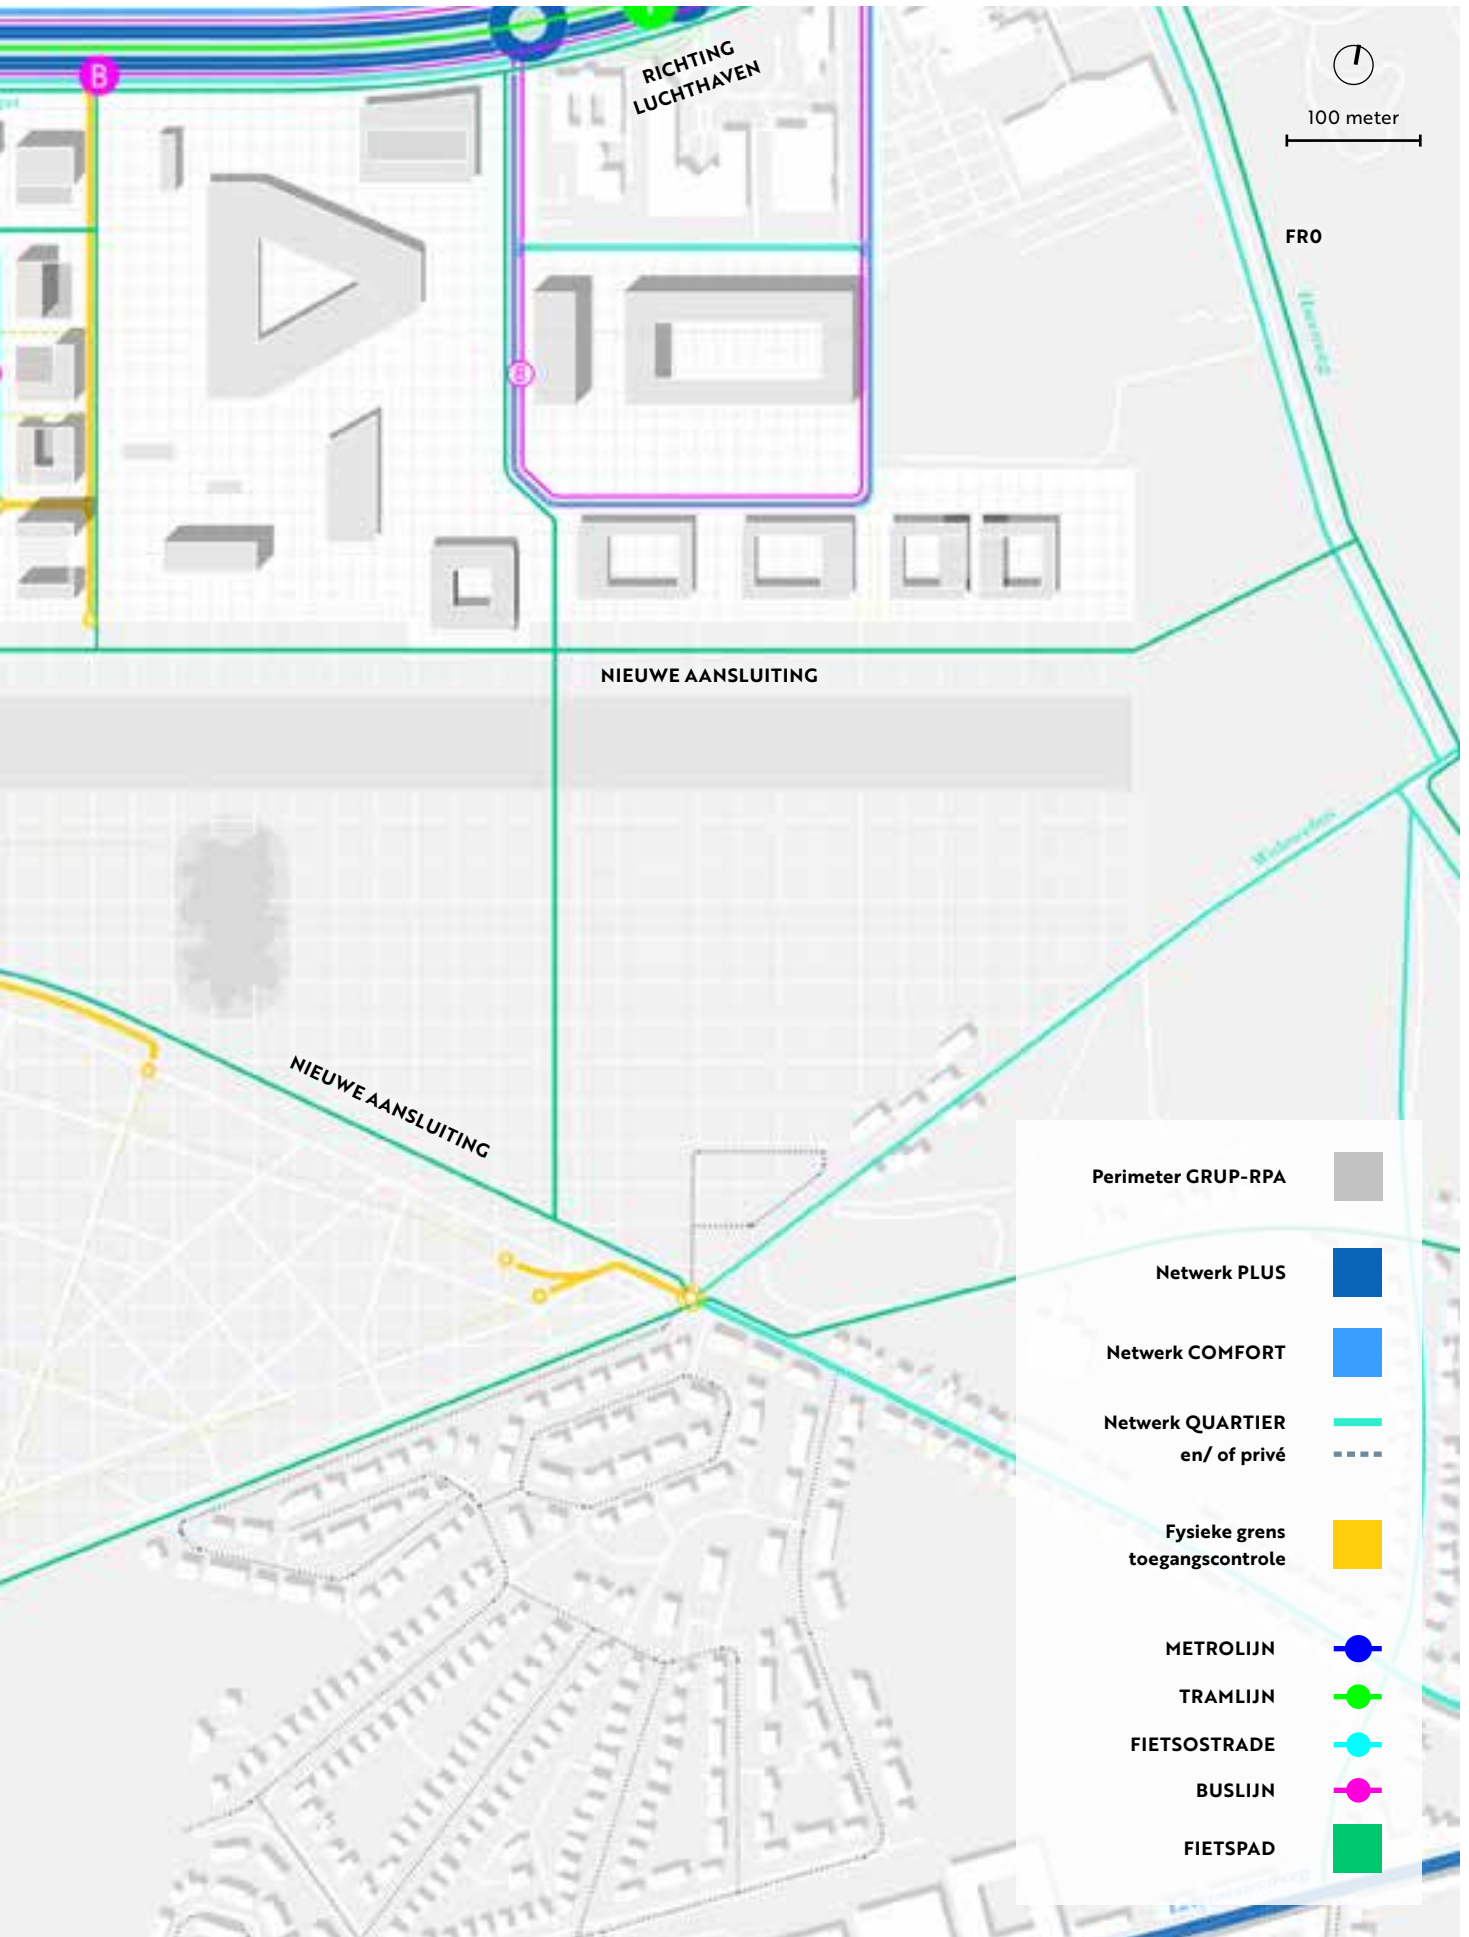 RICHTING
LUCHTHAVEN
B
100 meter
FR0
B
NIEUWE AANSLUITING
NIEUWE AANSLUITING
Perimeter GRUP-RPA
Netwerk PLUS
Netwerk COMFORT
Netwerk QUARTIER
en/ of privé
Fysieke grens
toegangscontrole
METROLIJN
TRAMLIJN
FIETSOSTRADE
BUSLIJN
FIETSPAD